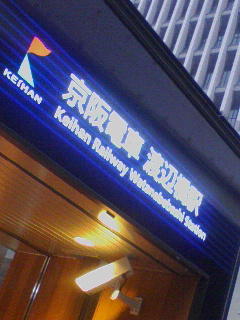 KEIHAN
京阪電車 渡辺橋駅
Keihan Railway Watanabebashi Station